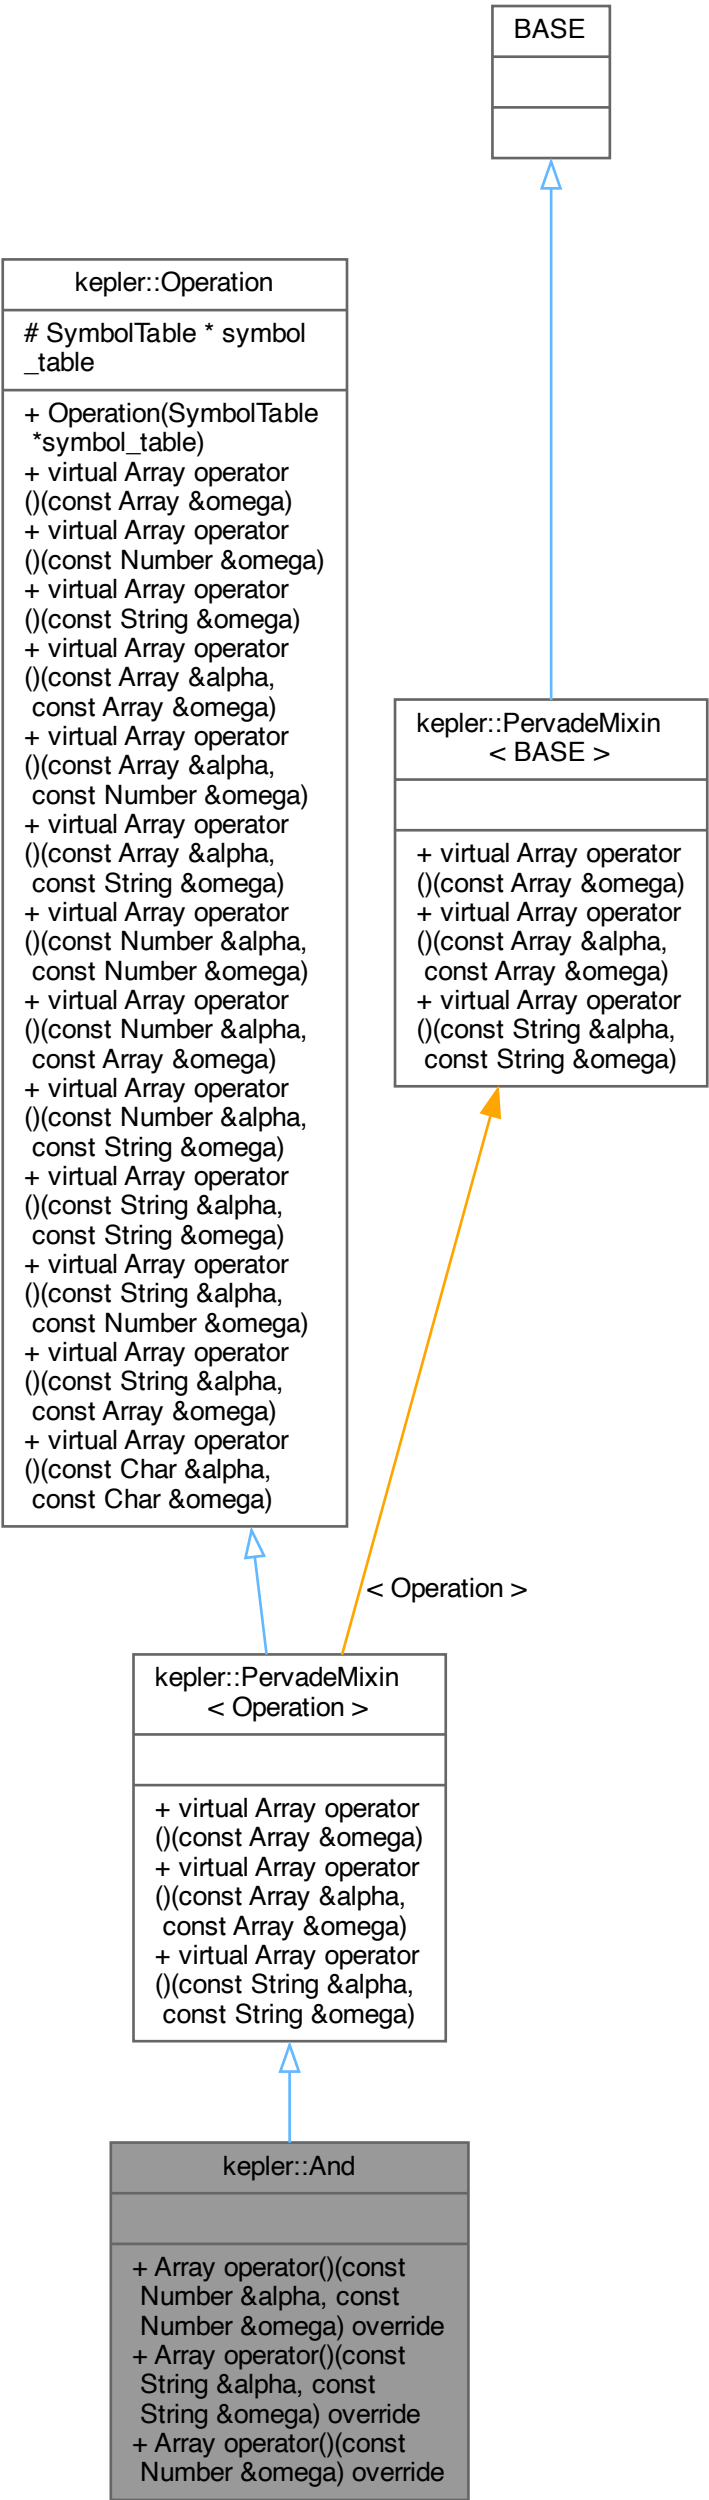 BASE
kepler::Operation
# SymbolTable * symbol
_table
+ Operation(SymbolTable
*symbol_table)
+ virtual Array operator
()(const Array &omega)
+ virtual Array operator
()(const Number &omega)
+ virtual Array operator
()(const String &omega)
+ virtual Array operator
()(const Array &alpha,
const Array &omega)
+ virtual Array operator
()(const Array &alpha,
const Number &omega)
+ virtual Array operator
()(const Array &alpha,
const String &omega)
+ virtual Array operator
()(const Number &alpha,
const Number &omega)
+ virtual Array operator
()(const Number &alpha,
const Array &omega)
+ virtual Array operator
()(const Number &alpha,
const String &omega)
+ virtual Array operator
()(const String &alpha,
const String &omega)
+ virtual Array operator
()(const String &alpha,
const Number &omega)
+ virtual Array operator
()(const String &alpha,
const Array &omega)
+ virtual Array operator
()(const Char &alpha,
const Char &omega)
kepler::PervadeMixin
< BASE >
+ virtual Array operator
()(const Array &omega)
+ virtual Array operator
()(const Array &alpha,
const Array &omega)
+ virtual Array operator
()(const String &alpha,
const String &omega)
< Operation >
kepler::PervadeMixin
< Operation >
+ virtual Array operator
()(const Array &omega)
+ virtual Array operator
()(const Array &alpha,
const Array &omega)
+ virtual Array operator
()(const String &alpha,
const String &omega)
kepler::And
+ Array operator()(const
Number &alpha, const
Number &omega) override
+ Array operator()(const
String &alpha, const
String &omega) override
+ Array operator()(const
Number &omega) override